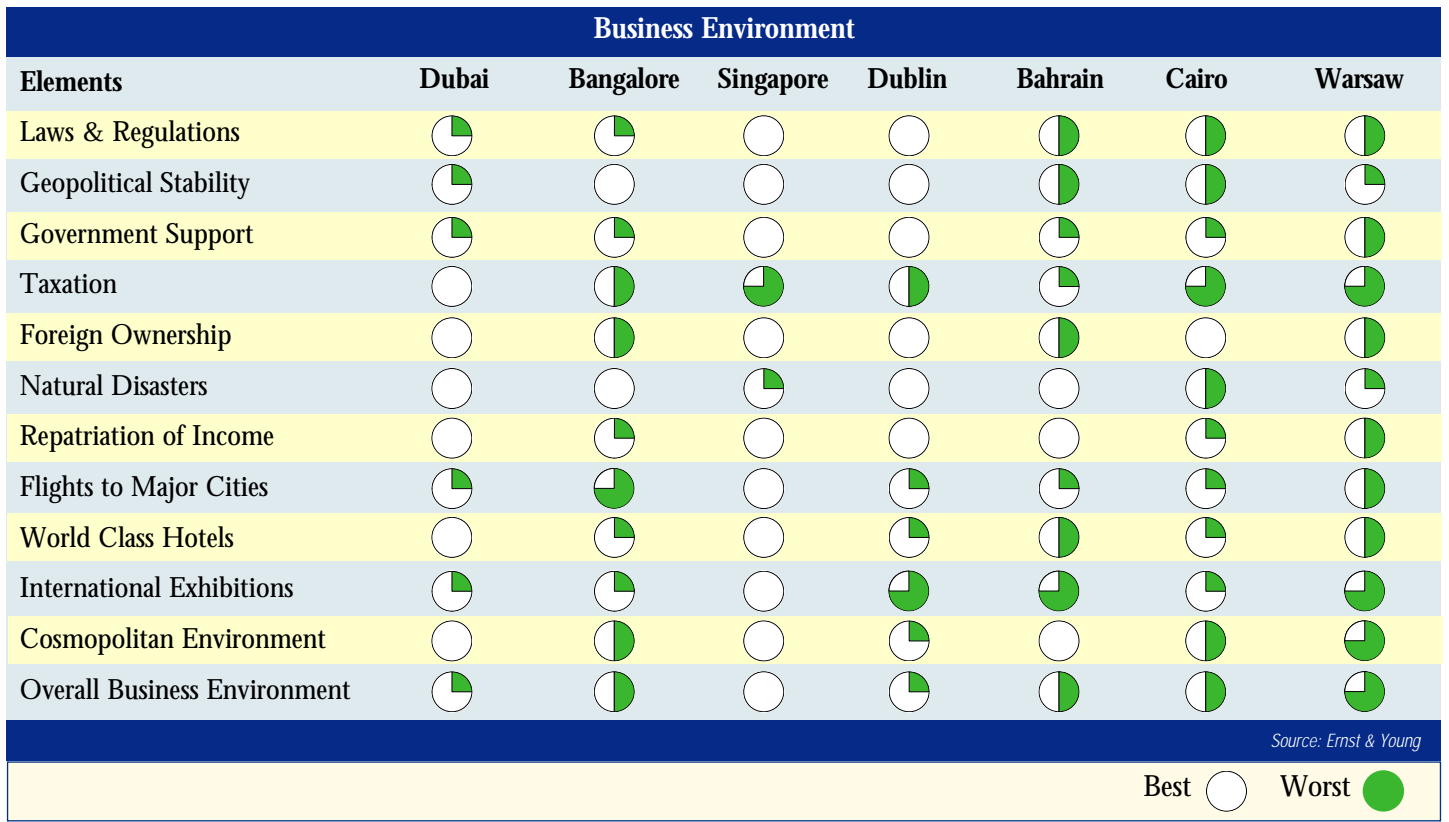 Business Environment
Elements Dubai Bangalore Singapore Dublin Bahrain Cairo Warsaw
Laws & Regulations
Geopolitical Stability
Government Support
Taxation
Foreign Ownership
Natural Disasters
Repatriation of Income
Flights to Major Cities
World Class Hotels
International Exhibitions
Cosmopolitan Environment
Overall Business Environment
Source: Ernst & Young
Best Worst